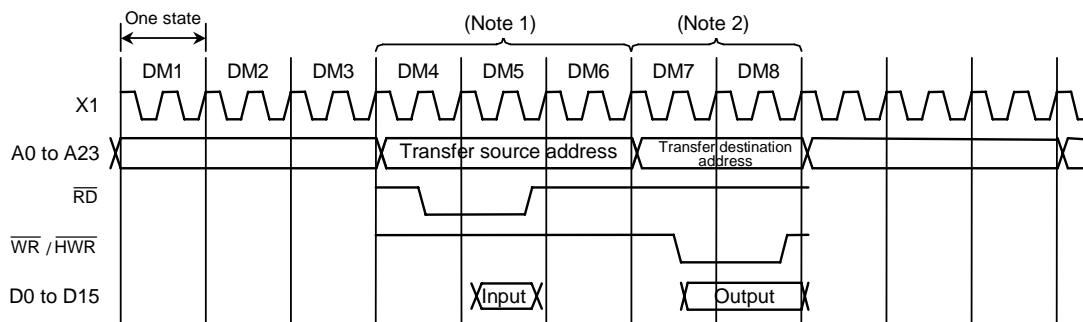 One state
(Note 1)
(Note 2)
DM1 DM2 DM3 DM4 DM5 DM6 DM7 DM8
X1
A0 to A23
Transfer source address
Transfer destination
address
RD
WR / HWR
D0 to D15
Input
Output